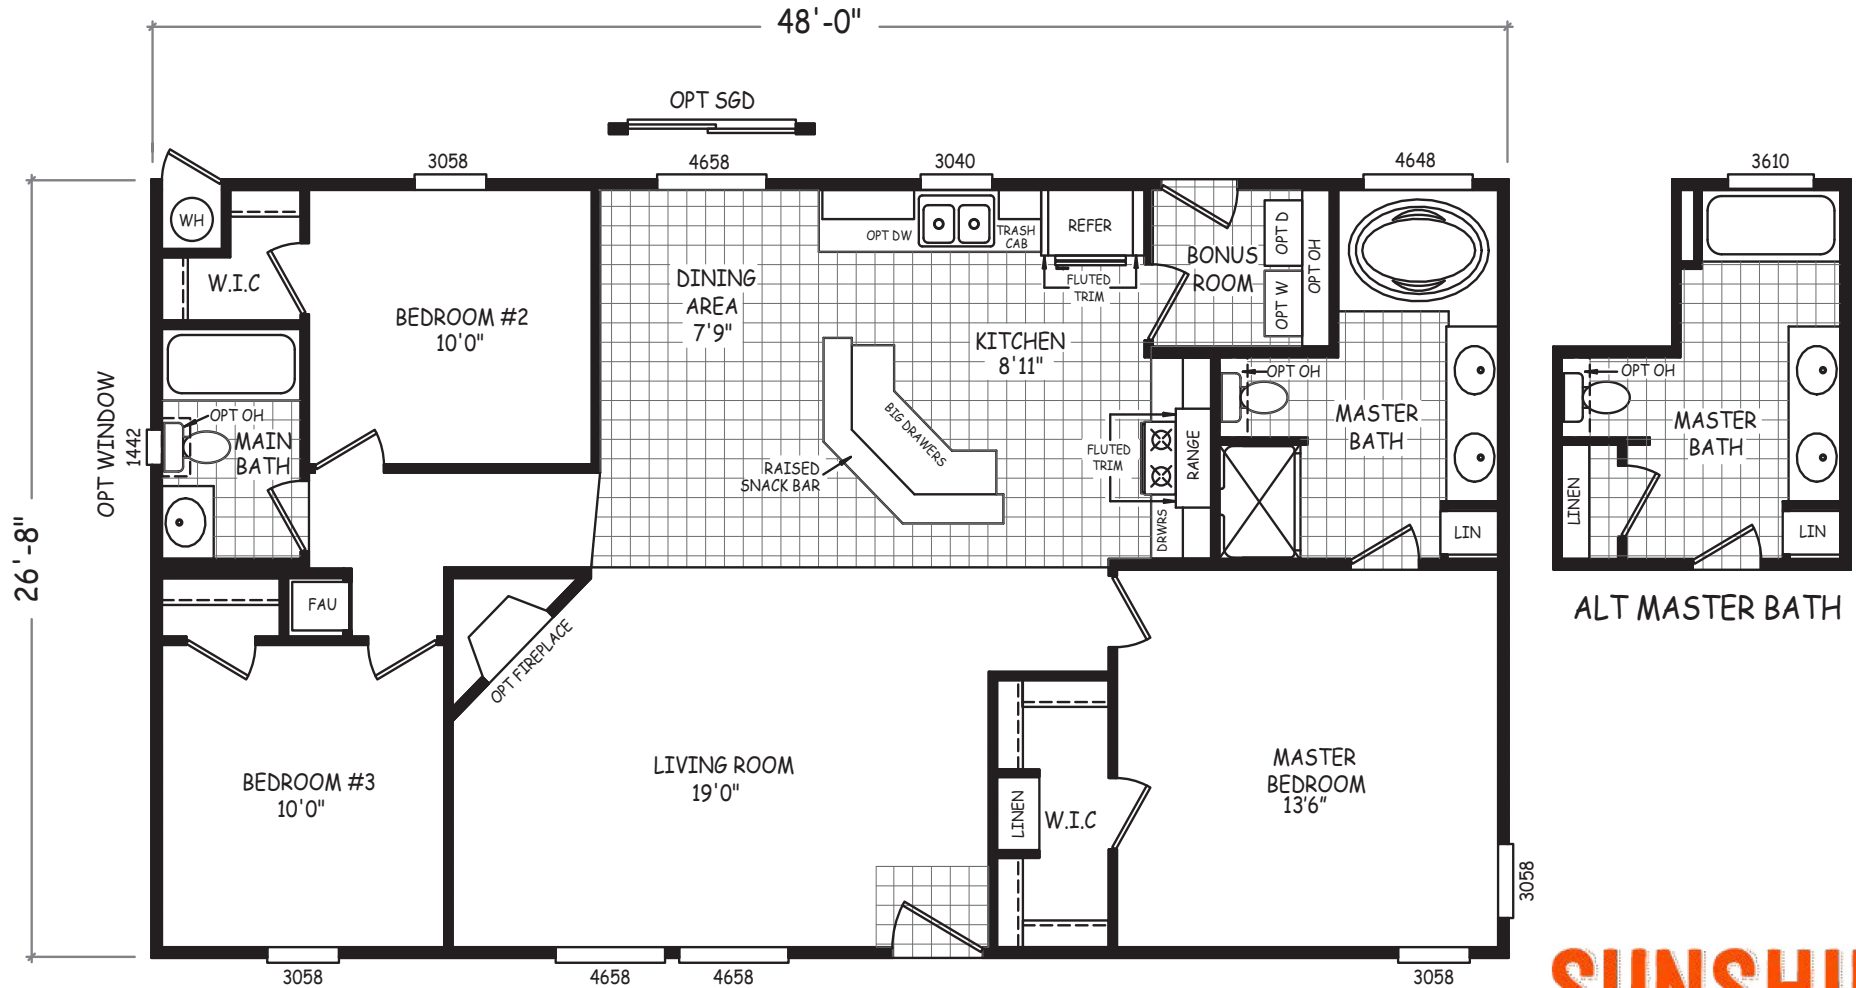 48'-0"
OPT SGD
3058
4658
3040
4648
3610
WH
W.I.C
BEDROOM #2
10'0"
DINING
AREA
7'9"
OPT DW
TRASH
CAB
REFER
FLUTED
TRIM
KITCHEN
8'11"
BONUS
ROOM
OPT D
OPT W
OPT OH
OPT OH
MASTER
BATH
OPT OH
MASTER
BATH
OPT WINDOW
1442
OPT OH
MAIN
BATH
BIG DRAWERS
RAISED
SNACK BAR
FLUTED
TRIM
RANGE
DRWRS
LIN
LINEN
LIN
26'-8"
FAU
OPT FIREPLACE
ALT MASTER BATH
BEDROOM #3
10'0"
LIVING ROOM
19'0"
LINEN
W.I.C
MASTER
BEDROOM
13'6"
3058
3058
4658
4658
3058